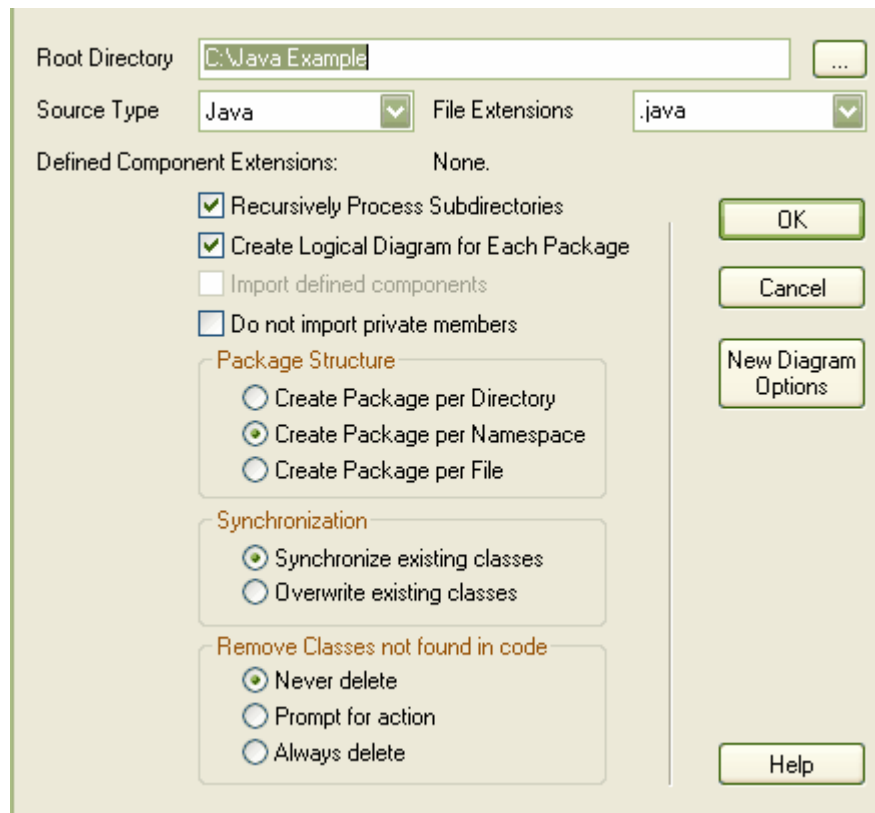 Root Directory C:\Java Example ...
Source Type Java File Extensions .java
Defined Component Extensions: None.
Recursively Process Subdirectories
Create Logical Diagram for Each Package
Import defined components
Do not import private members
Package Structure
Create Package per Directory
Create Package per Namespace
Create Package per File
Synchronization
Synchronize existing classes
Overwrite existing classes
Remove Classes not found in code
Never delete
Prompt for action
Always delete
OK
Cancel
New Diagram
Options
Help